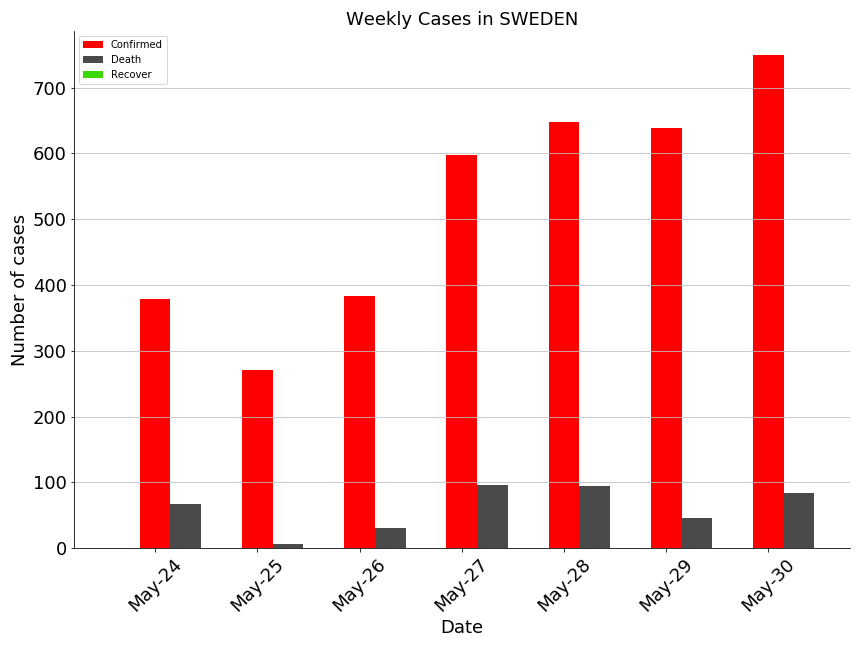 Weekly Cases in SWEDEN
Confirmed
Death
Recover
Number of cases
700
600
500
400
300
200
100
0
May-24
May-25
May-26
May-27
May-28
May-29
May-30
Date